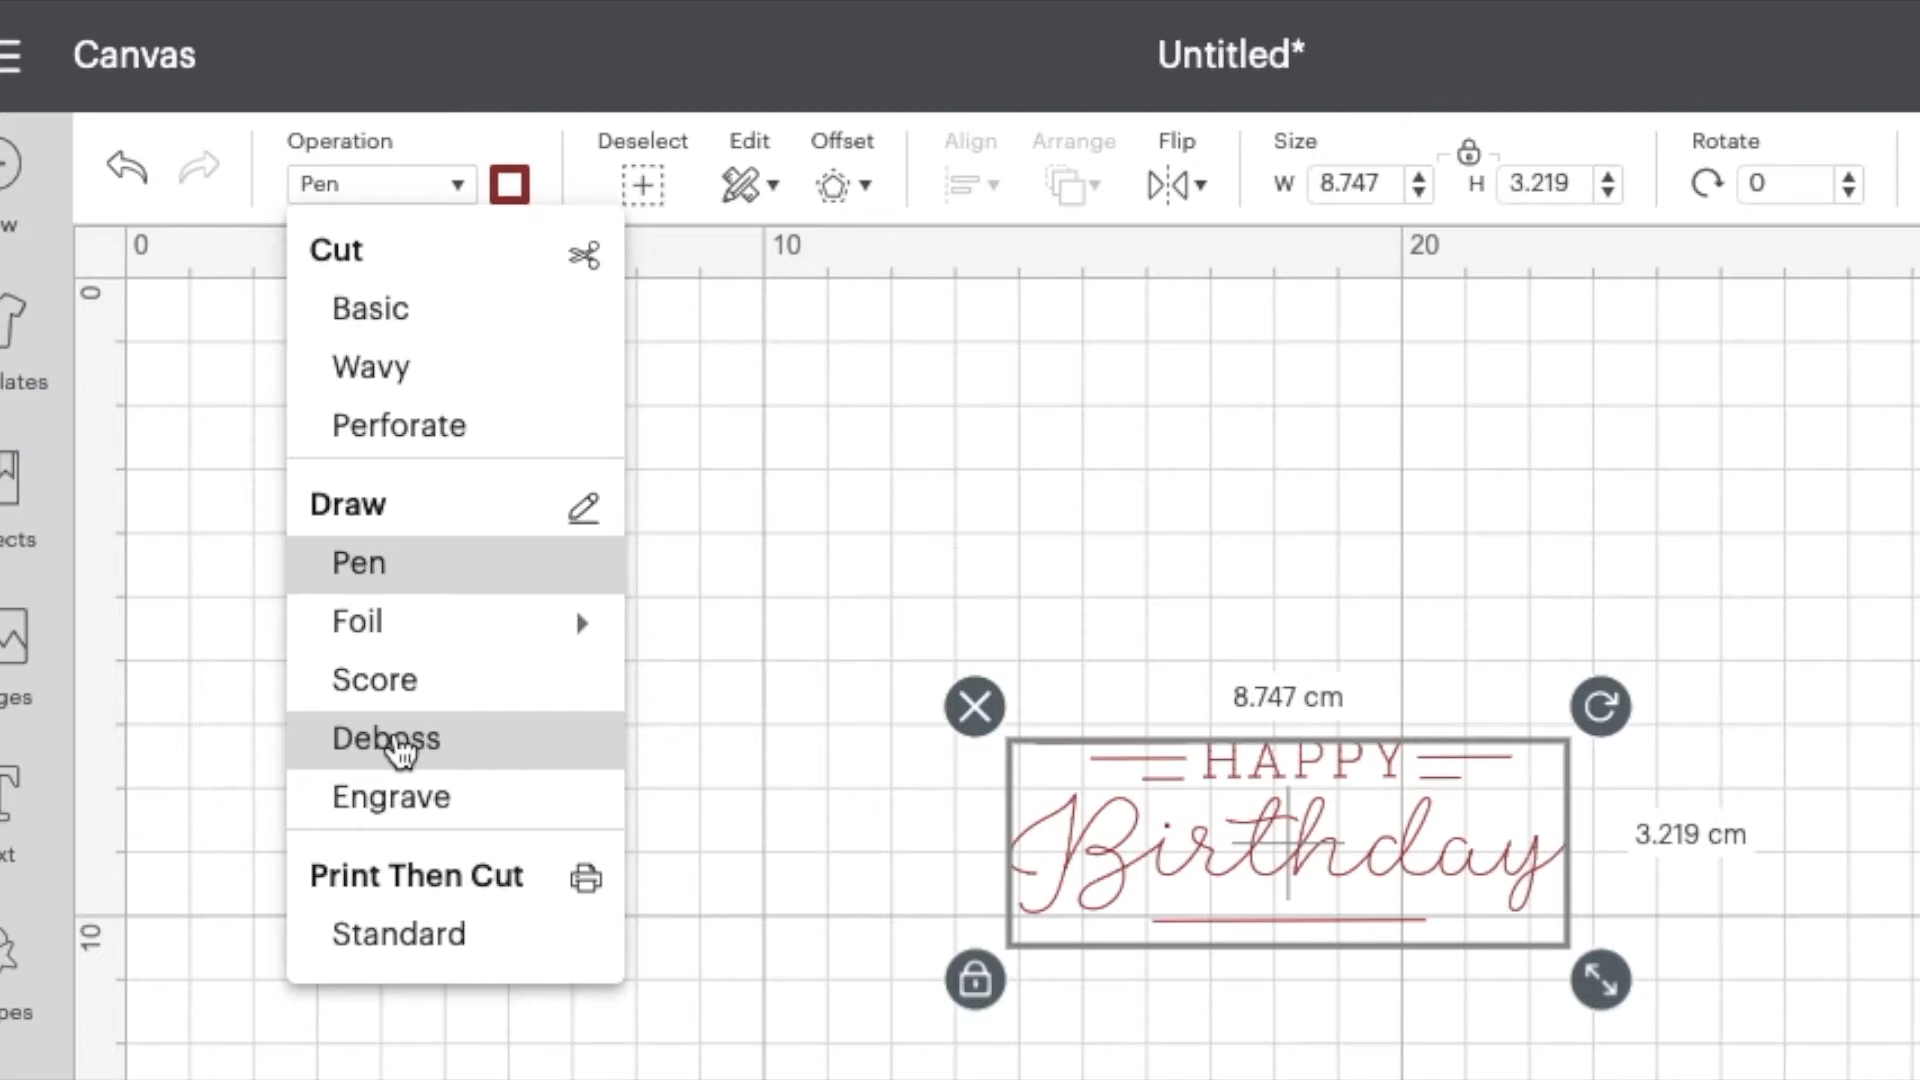 Canvas
Untitled*
Operation
Deselect
Edit
Offset
Align
Arrange
Flip
Size
Rotate
Pen
W 8.747
H 3.219
0
0
10
20
0
10
Cut
Basic
Wavy
Perforate
Draw
Pen
Foil
Score
Deboss
Engrave
Print Then Cut
Standard
8.747 cm
HAPPY
Birthday
3.219 cm
w
lates
ects
ges
xt
pes